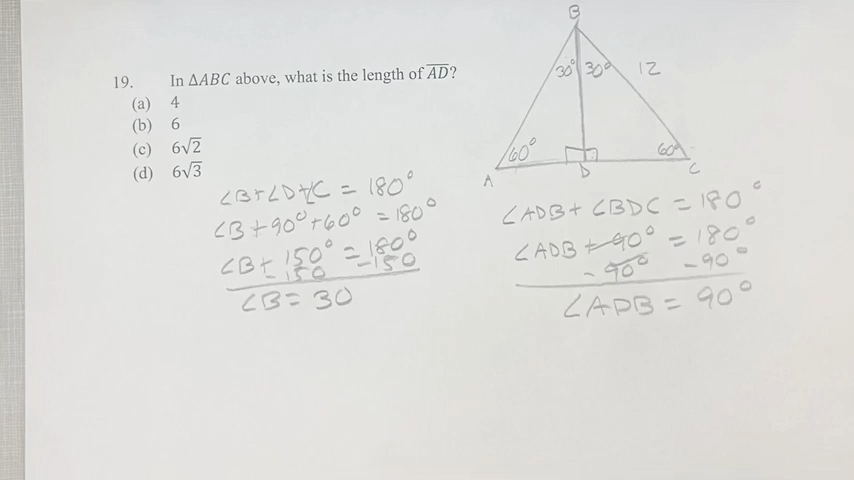 B
30° 30° 12
60° 60°
A D C
19. In ΔABC above, what is the length of AD?
(a) 4
(b) 6
(c) 6√2
(d) 6√3
∠B+∠D+∠C = 180°
∠B+90°+60° = 180°
∠B+150° = 180°
-150 -150
∠B = 30
∠ADB + ∠BDC = 180°
∠ADB + 90° = 180°
- 90° -90°
∠ADB = 90°